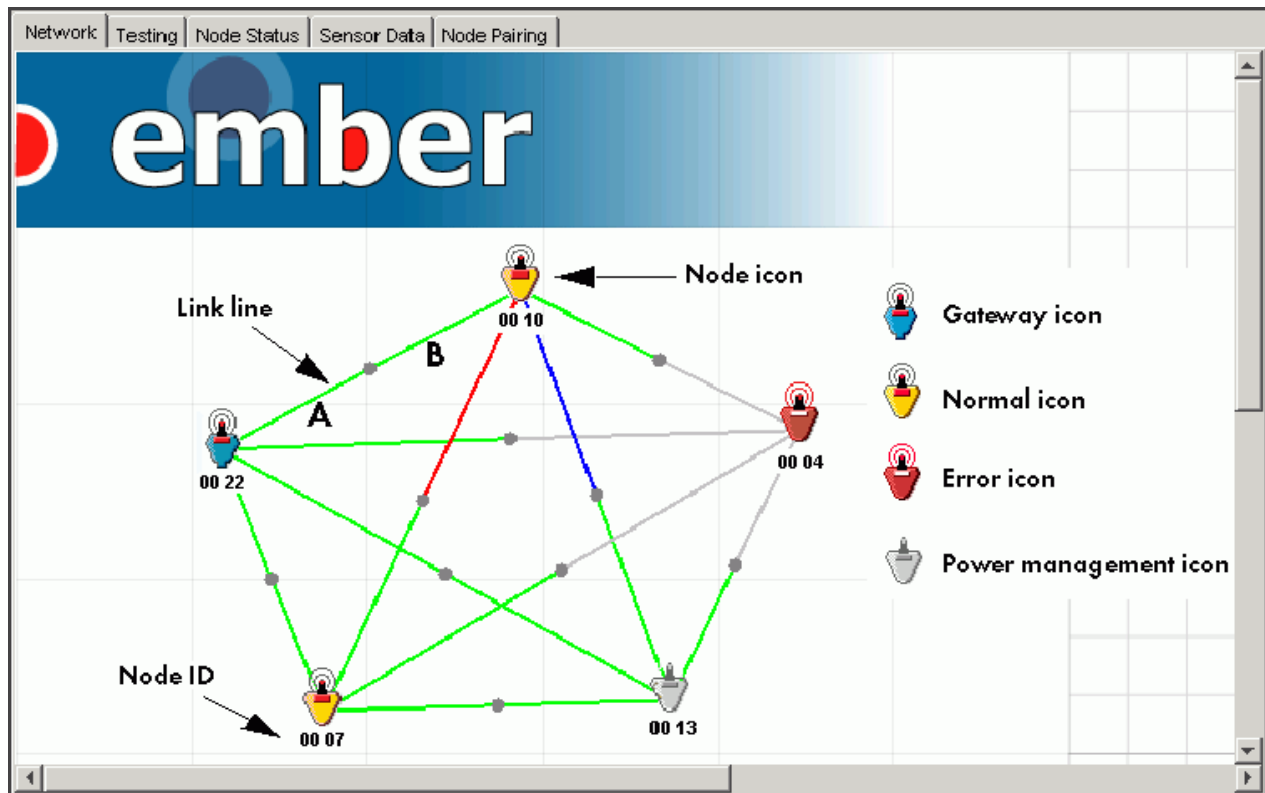 Network
Testing
Node Status
Sensor Data
Node Pairing
ember
Node icon
Link line
00 10
B
A
00 22
00 04
Gateway icon
Normal icon
Error icon
Power management icon
Node ID
00 07
00 13